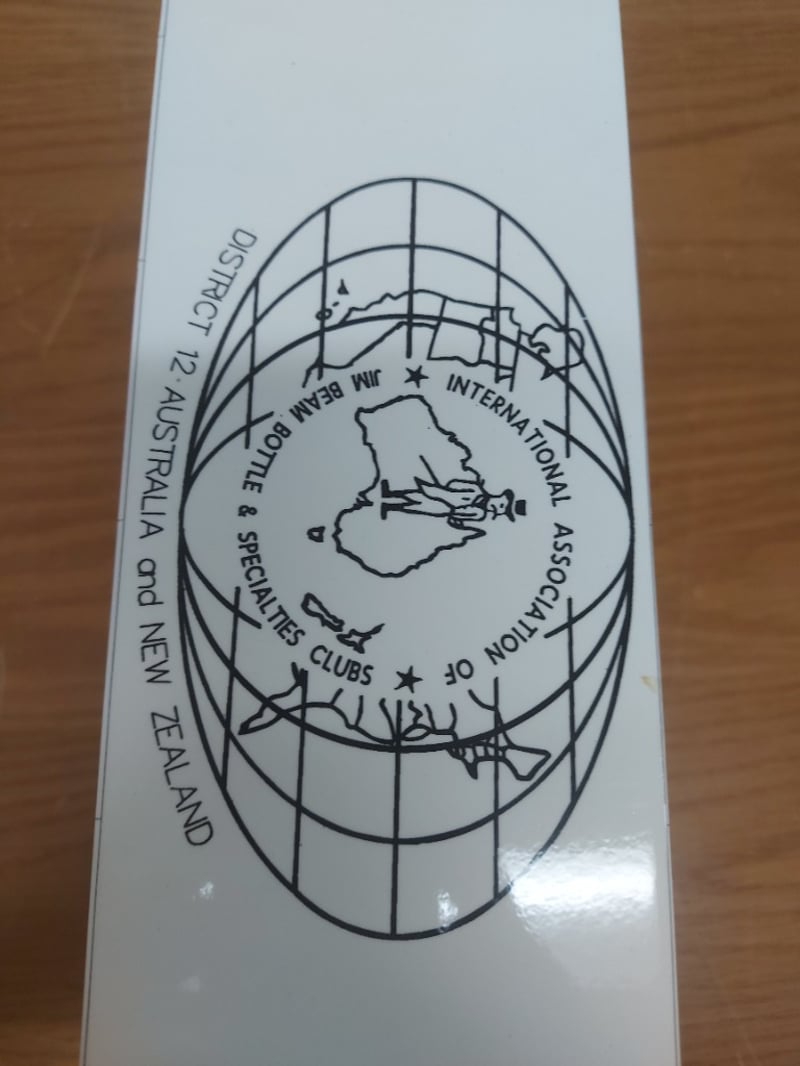 INTERNATIONAL ASSOCIATION OF
★ JIM BEAM BOTTLE & SPECIALTIES CLUBS ★
DISTRICT 12·AUSTRALIA and NEW ZEALAND